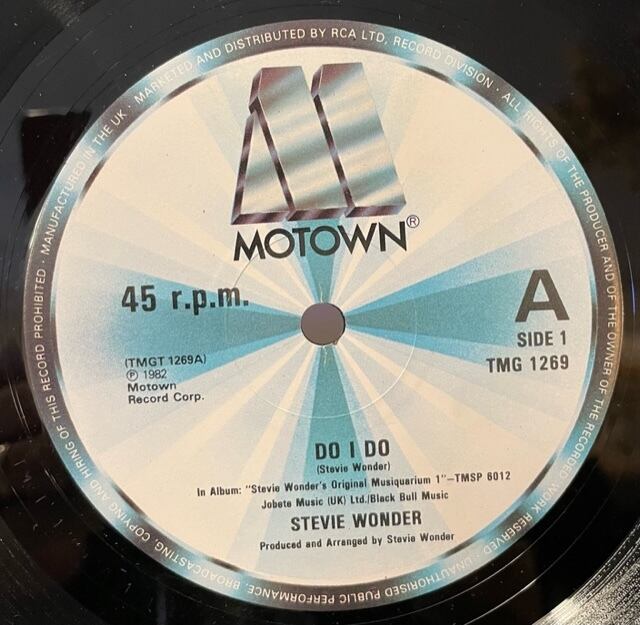 MANUFACTURED IN THE UK · MARKETED AND DISTRIBUTED BY RCA LTD, RECORD DIVISION · ALL RIGHTS OF THE PRODUCER AND OF THE OWNER OF THE RECORDED WORK RESERVED · UNAUTHORISED PUBLIC PERFORMANCE, BROADCASTING, COPYING AND HIRING OF THIS RECORD PROHIBITED ·
MOTOWN®
45 r.p.m.
A
SIDE 1
TMG 1269
(TMGT 1269A)
℗ 1982
Motown
Record Corp.
DO I DO
(Stevie Wonder)
In Album: "Stevie Wonder's Original Musiquarium 1"-TMSP 6012
Jobete Music (UK) Ltd./Black Bull Music
STEVIE WONDER
Produced and Arranged by Stevie Wonder